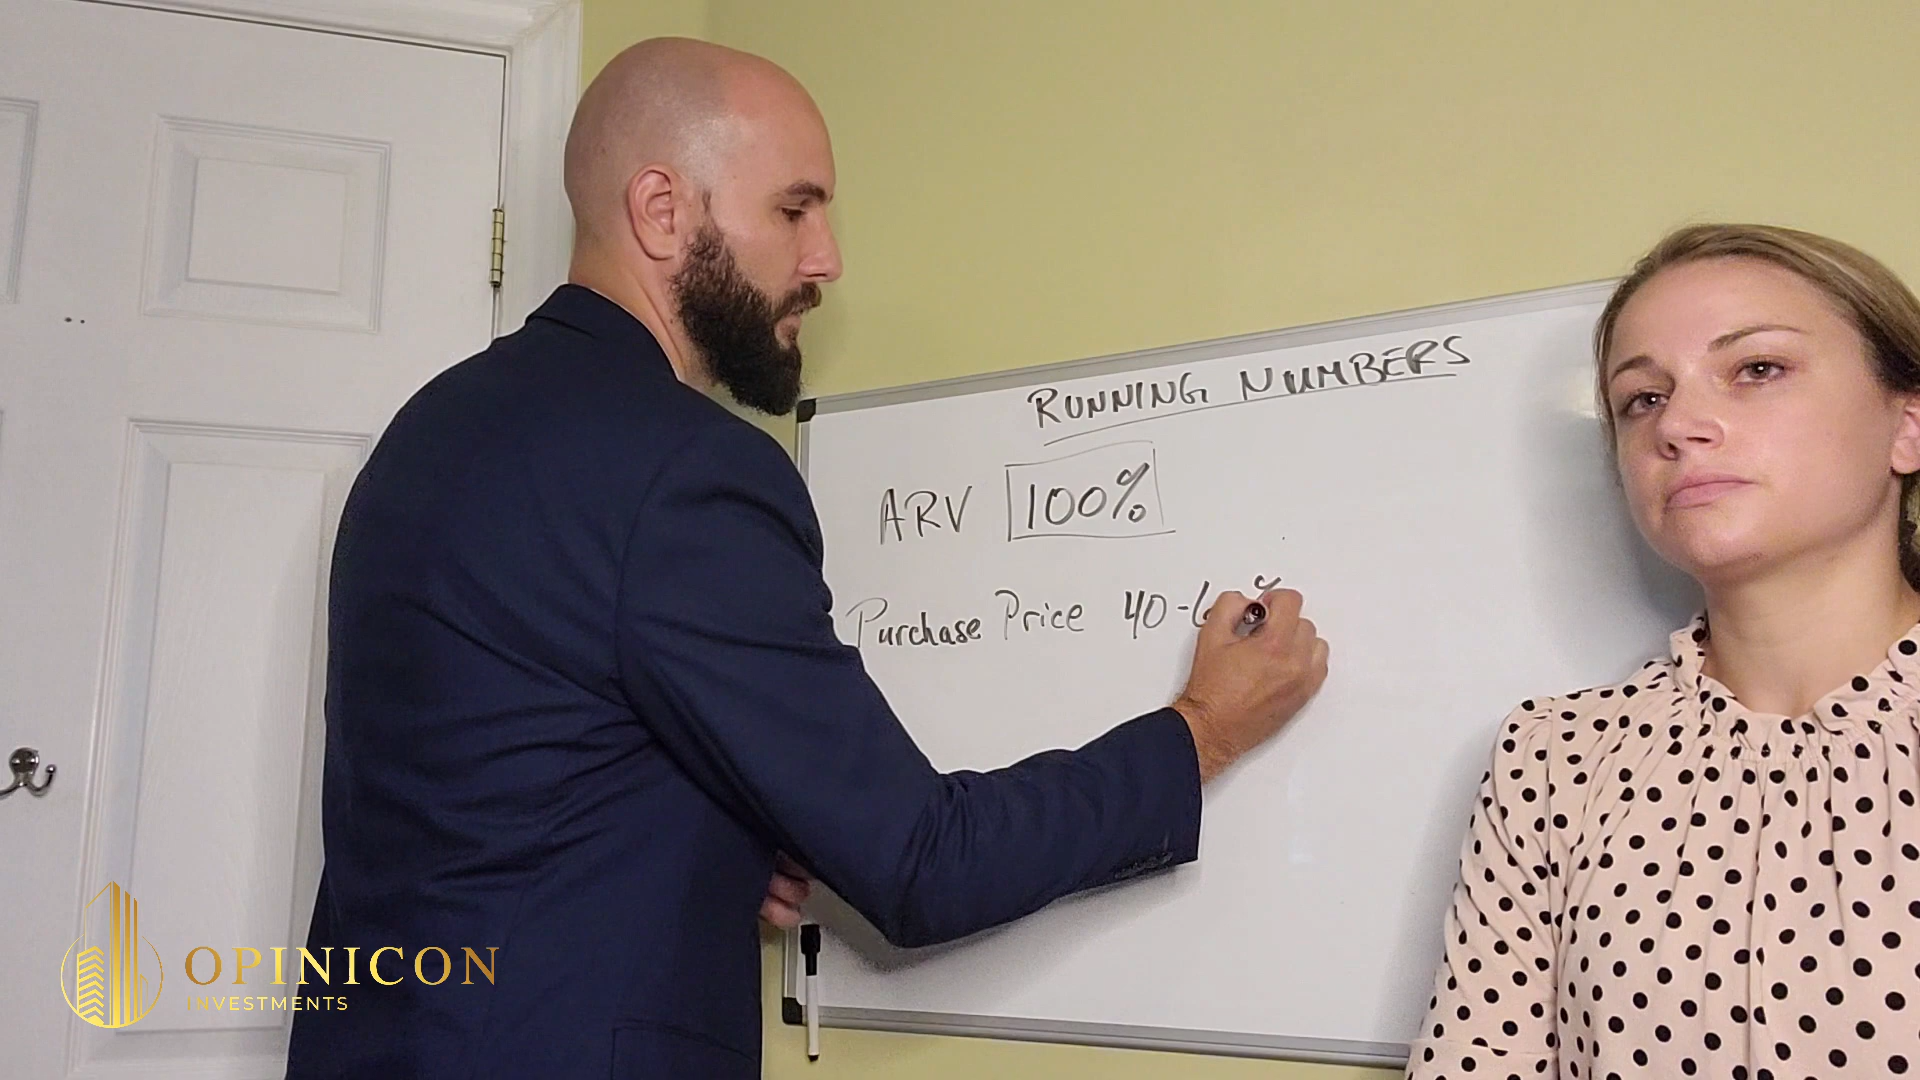 RUNNING NUMBERS
ARV 100%
Purchase Price 40-
OPINICON
INVESTMENTS